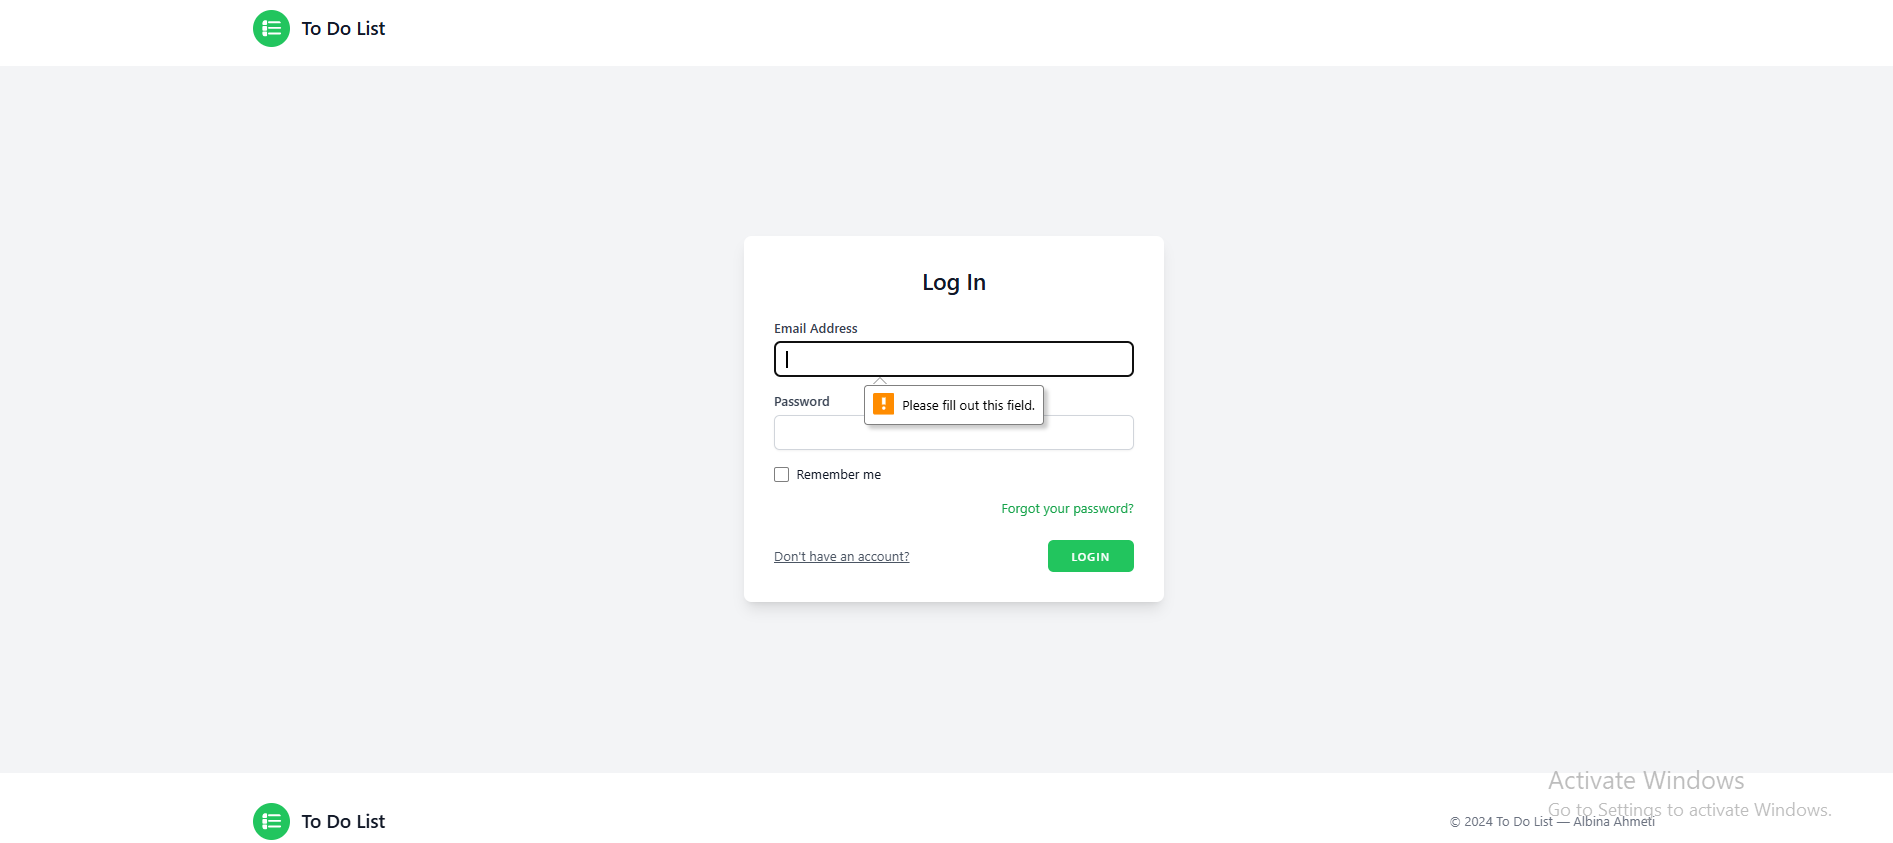 To Do List
Log In
Email Address
Please fill out this field.
Password
Remember me
Forgot your password?
Don't have an account?
LOGIN
Activate Windows
Go to Settings to activate Windows.
To Do List
© 2024 To Do List — Albina Ahmeti